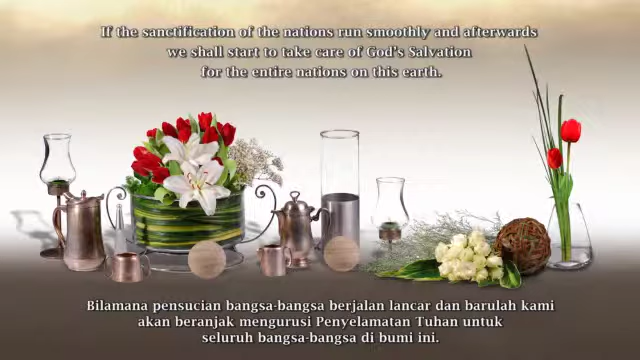 If the sanctification of the nations run smoothly and afterwards
we shall start to take care of God's Salvation
for the entire nations on this earth.
Bilamana pensucian bangsa-bangsa berjalan lancar dan barulah kami
akan beranjak mengurusi Penyelamatan Tuhan untuk
seluruh bangsa-bangsa di bumi ini.